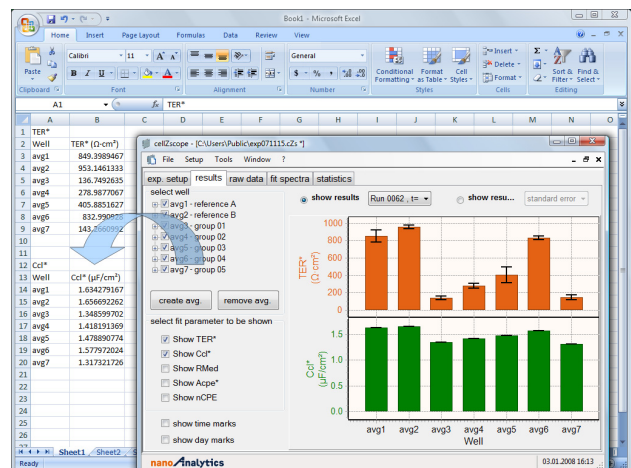 Book1 - Microsoft Excel
Home Insert Page Layout Formulas Data Review View
Paste
Calibri 11
General
Conditional Formatting Format as Table Cell Styles
Insert
Delete
Format
Sort & Filter Find & Select
Clipboard Font Alignment Number Styles Cells Editing
A1 fx TER*
A B C D E F G H I J K L M N O
1 TER*
2 Well TER* (Ω·cm²)
3 avg1 849.3989467
4 avg2 953.1461333
5 avg3 136.7492635
6 avg4 278.9877067
7 avg5 405.8851627
8 avg6 832.990928
9 avg7 143.2660992
10
11
12 Ccl*
13 Well Ccl* (µF/cm²)
14 avg1 1.634279167
15 avg2 1.656692262
16 avg3 1.348599702
17 avg4 1.418191369
18 avg5 1.478890774
19 avg6 1.577972024
20 avg7 1.317321726
21
22
23
24
25
26
Sheet1 Sheet2
Ready
cellZscope - [C:\Users\Public\exp071115.cZs *]
File Setup Tools Window ?
exp. setup results raw data fit spectra statistics
select well
avg1 - reference A
avg2 - reference B
avg3 - group 01
avg4 - group 02
avg5 - group 03
avg6 - group 04
avg7 - group 05
create avg. remove avg.
select fit parameter to be shown
Show TER*
Show Ccl*
Show RMed
Show Acpe*
Show nCPE
show time marks
show day marks
show results Run 0062 , t= show resu... standard error
TER*
(Ω·cm²)
1000
800
600
400
200
0
Ccl*
(µF/cm²)
1.5
1.0
0.5
0.0
avg1 avg2 avg3 avg4 avg5 avg6 avg7
Well
nanoAnalytics
03.01.2008 16:13